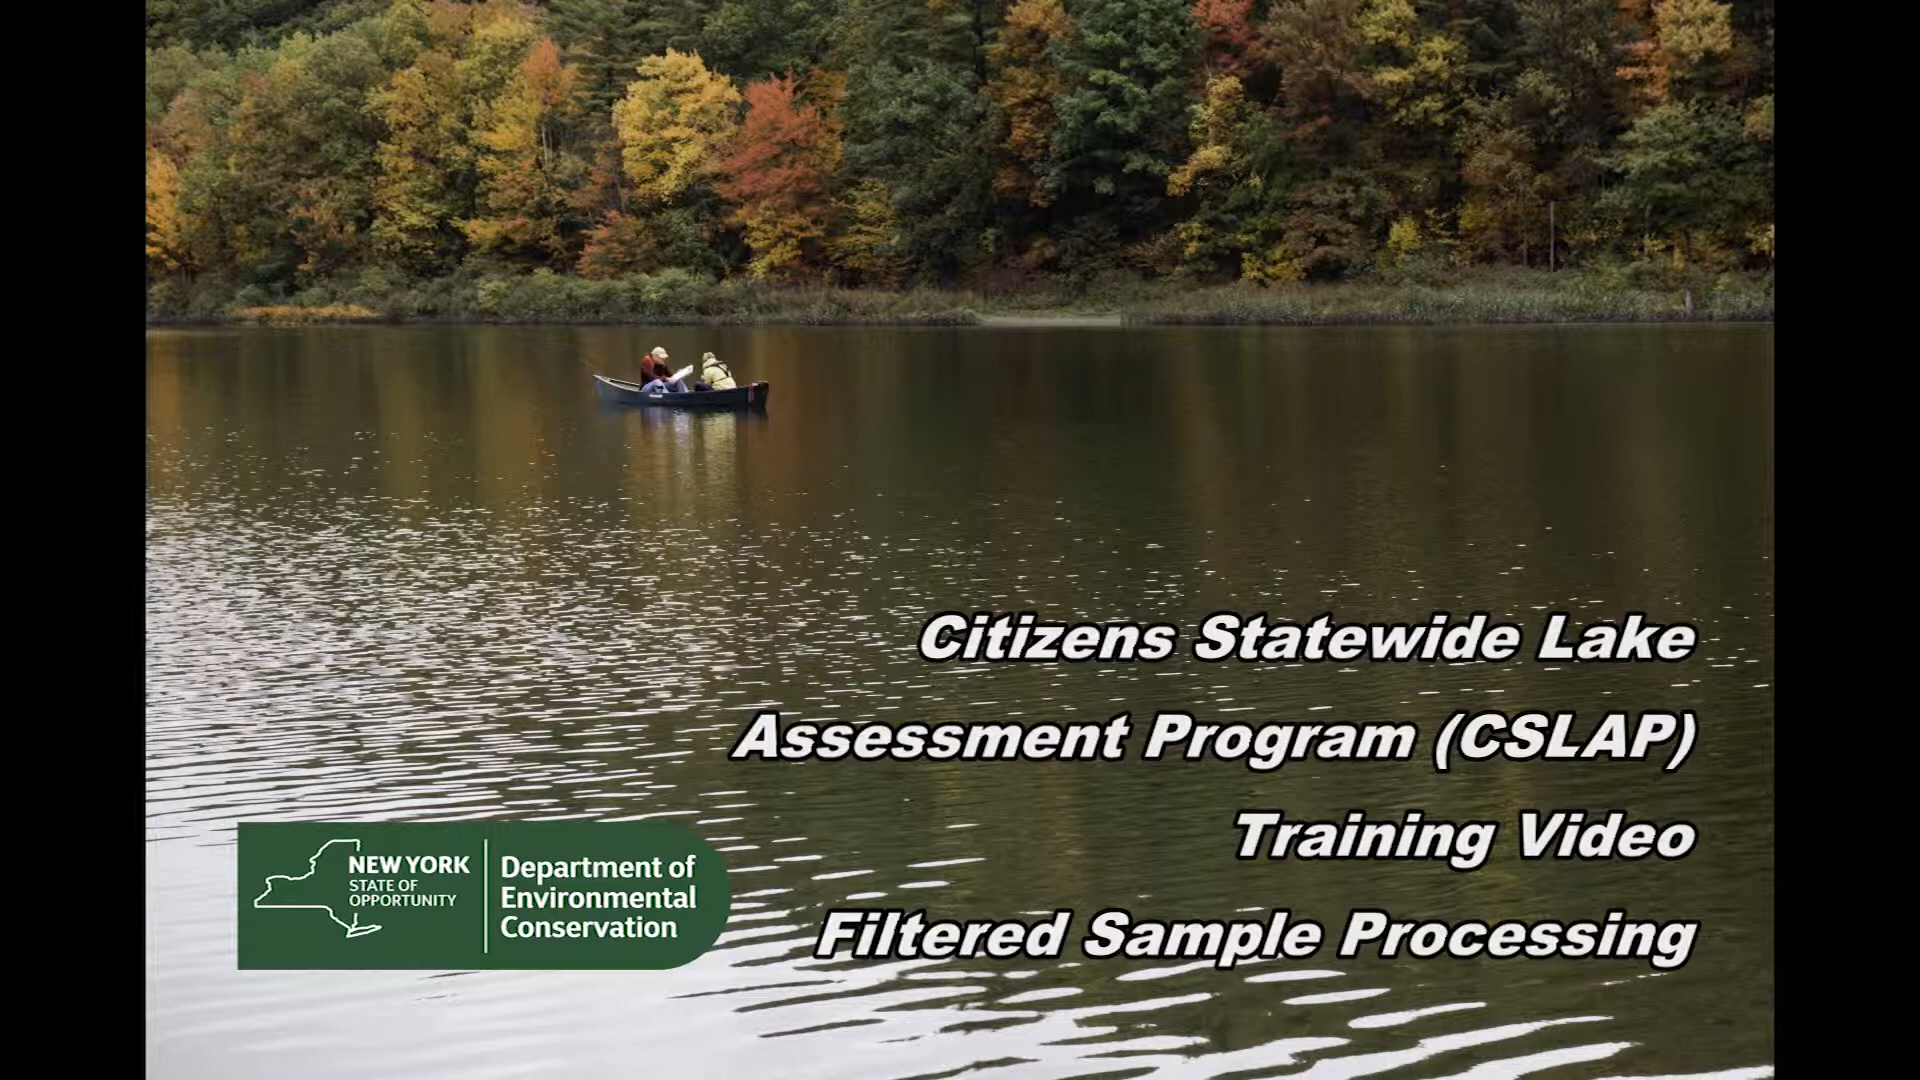 Citizens Statewide Lake
Assessment Program (CSLAP)
Training Video
Filtered Sample Processing
NEW YORK
STATE OF
OPPORTUNITY
Department of
Environmental
Conservation